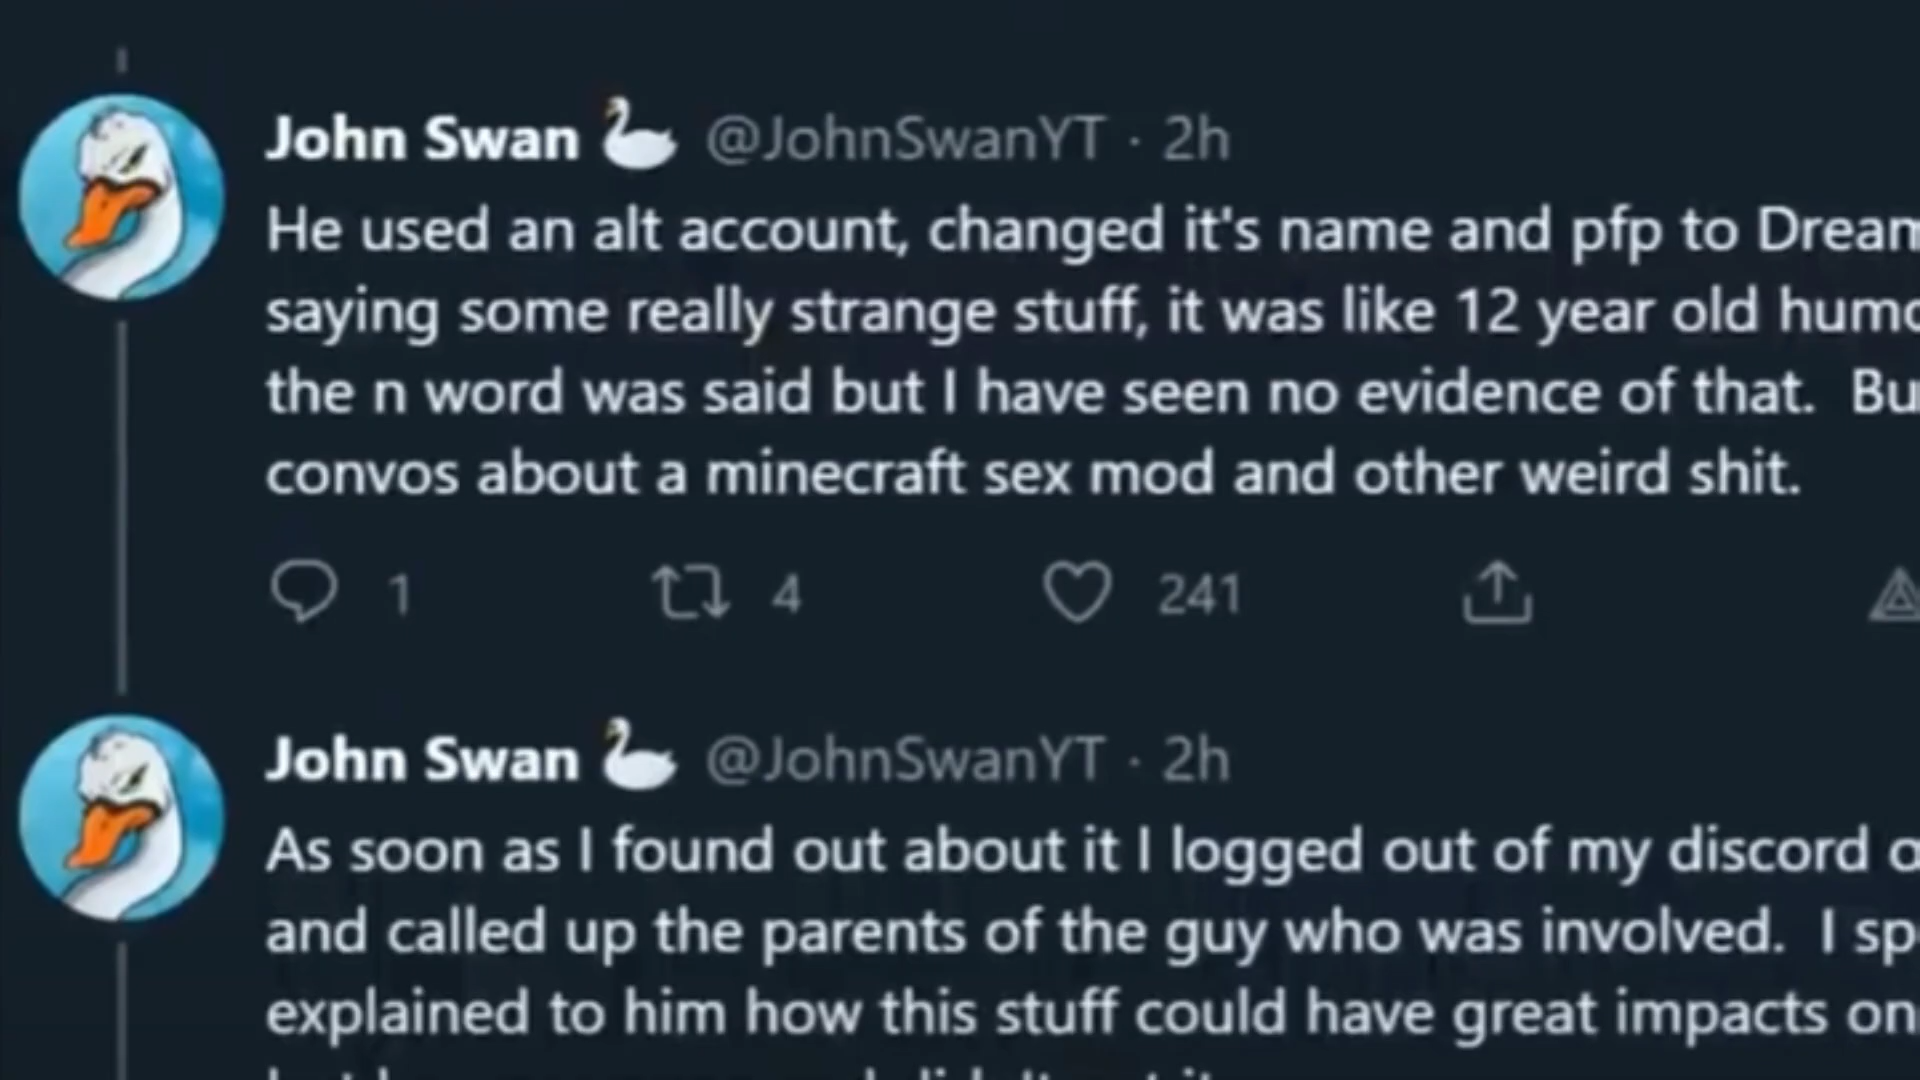 John Swan 🦢 @JohnSwanYT · 2h
He used an alt account, changed it's name and pfp to Dream
saying some really strange stuff, it was like 12 year old
the n word was said but I have seen no evidence of that.
convos about a minecraft sex mod and other weird shit.
1 4 241
John Swan 🦢 @JohnSwanYT · 2h
As soon as I found out about it I logged out of my discord
and called up the parents of the guy who was involved. I
explained to him how this stuff could have great impacts on